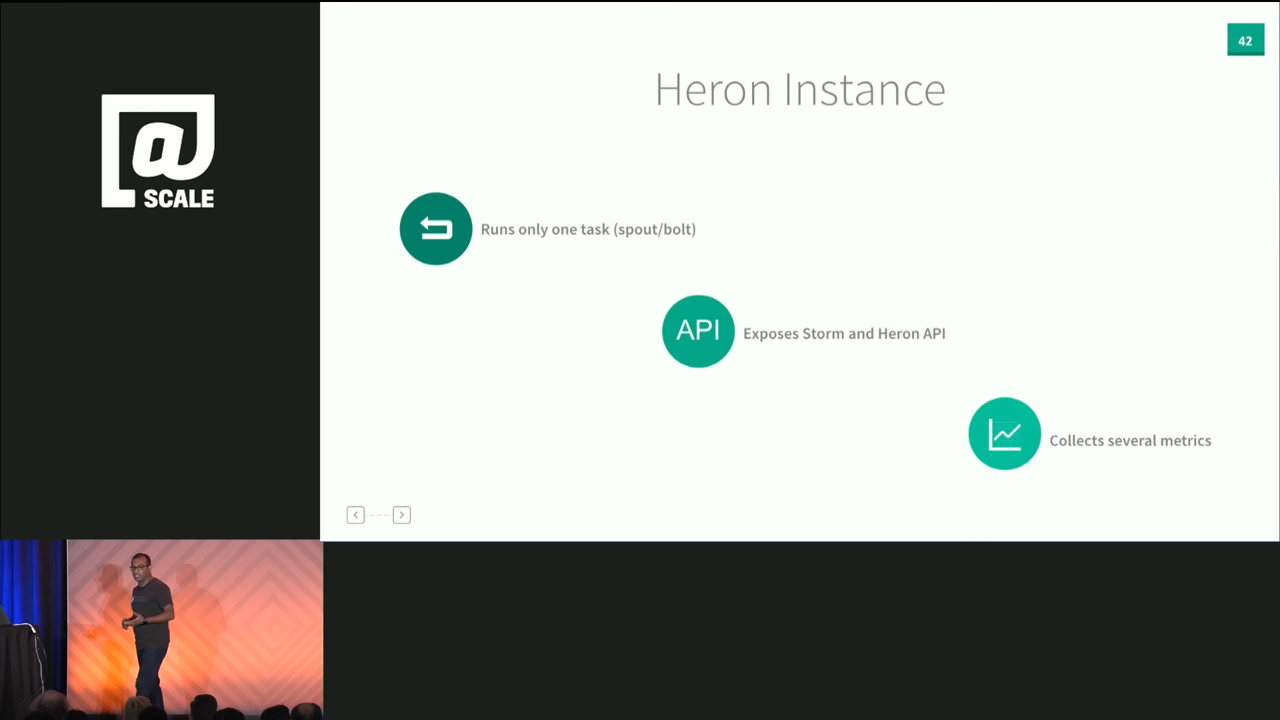 @
SCALE
42
Heron Instance
Runs only one task (spout/bolt)
API
Exposes Storm and Heron API
Collects several metrics